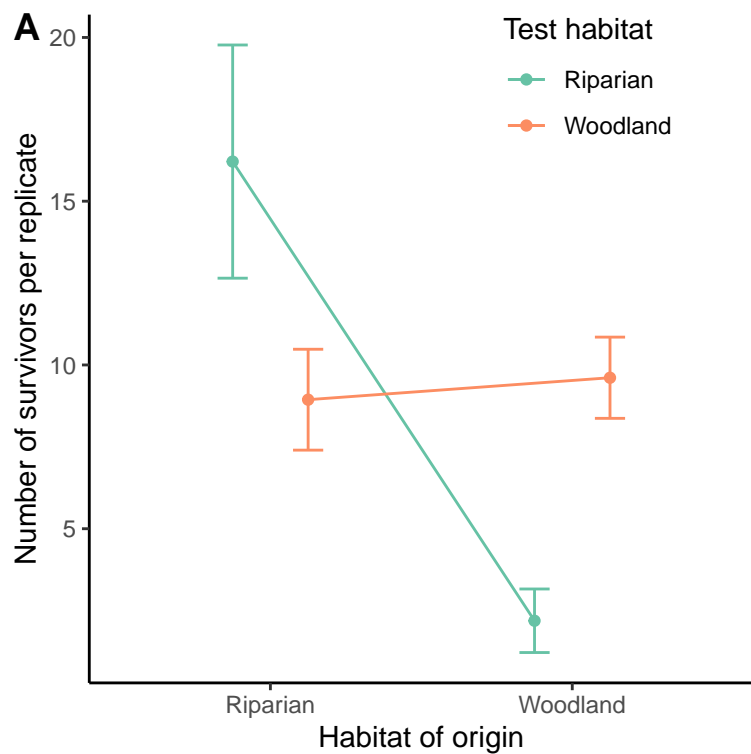 A
Test habitat
Riparian
Woodland
20
15
10
5
Number of survivors per replicate
Riparian
Woodland
Habitat of origin